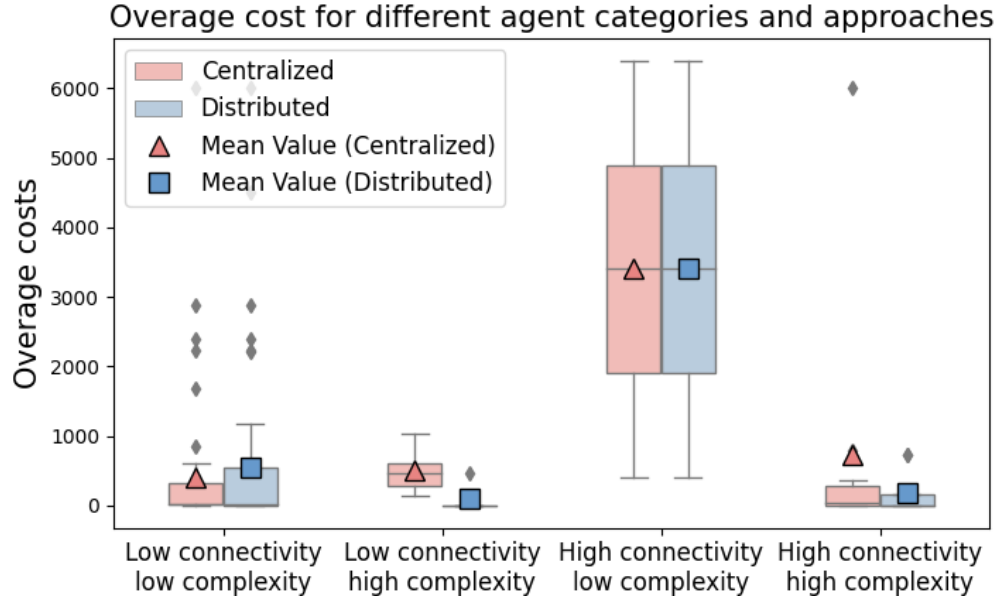 Overage cost for different agent categories and approaches
Centralized
Distributed
Mean Value (Centralized)
Mean Value (Distributed)
Overage costs
6000
5000
4000
3000
2000
1000
0
Low connectivity
low complexity
Low connectivity
high complexity
High connectivity
low complexity
High connectivity
high complexity